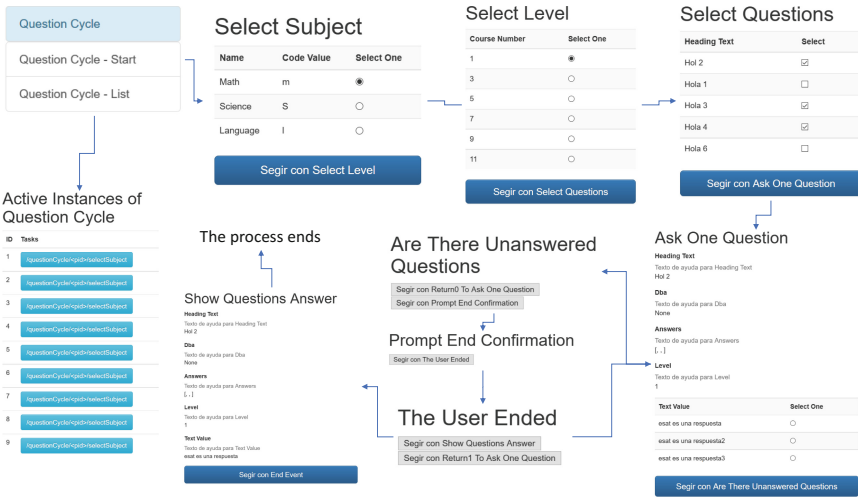 Question Cycle
Question Cycle - Start
Question Cycle - List
Select Subject
Name Code Value Select One
Math m
Science S
Language l
Segir con Select Level
Select Level
Course Number Select One
1
3
5
7
9
11
Segir con Select Questions
Select Questions
Heading Text Select
Hol 2
Hola 1
Hola 3
Hola 4
Hola 6
Segir con Ask One Question
Active Instances of
Question Cycle
ID Tasks
1 /questionCycle/<pid>/selectSubject
2 /questionCycle/<pid>/selectSubject
3 /questionCycle/<pid>/selectSubject
4 /questionCycle/<pid>/selectSubject
5 /questionCycle/<pid>/selectSubject
6 /questionCycle/<pid>/selectSubject
7 /questionCycle/<pid>/selectSubject
8 /questionCycle/<pid>/selectSubject
9 /questionCycle/<pid>/selectSubject
The process ends
Show Questions Answer
Heading Text
Texto de ayuda para Heading Text
Hol 2
Dba
Texto de ayuda para Dba
None
Answers
Texto de ayuda para Answers
[, , ]
Level
Texto de ayuda para Level
1
Text Value
Texto de ayuda para Text Value
esat es una respuesta
Segir con End Event
Are There Unanswered
Questions
Segir con Return0 To Ask One Question
Segir con Prompt End Confirmation
Prompt End Confirmation
Segir con The User Ended
The User Ended
Segir con Show Questions Answer
Segir con Return1 To Ask One Question
Ask One Question
Heading Text
Texto de ayuda para Heading Text
Hol 2
Dba
Texto de ayuda para Dba
None
Answers
Texto de ayuda para Answers
[, , ]
Level
Texto de ayuda para Level
1
Text Value Select One
esat es una respuesta
esat es una respuesta2
esat es una respuesta3
Segir con Are There Unanswered Questions